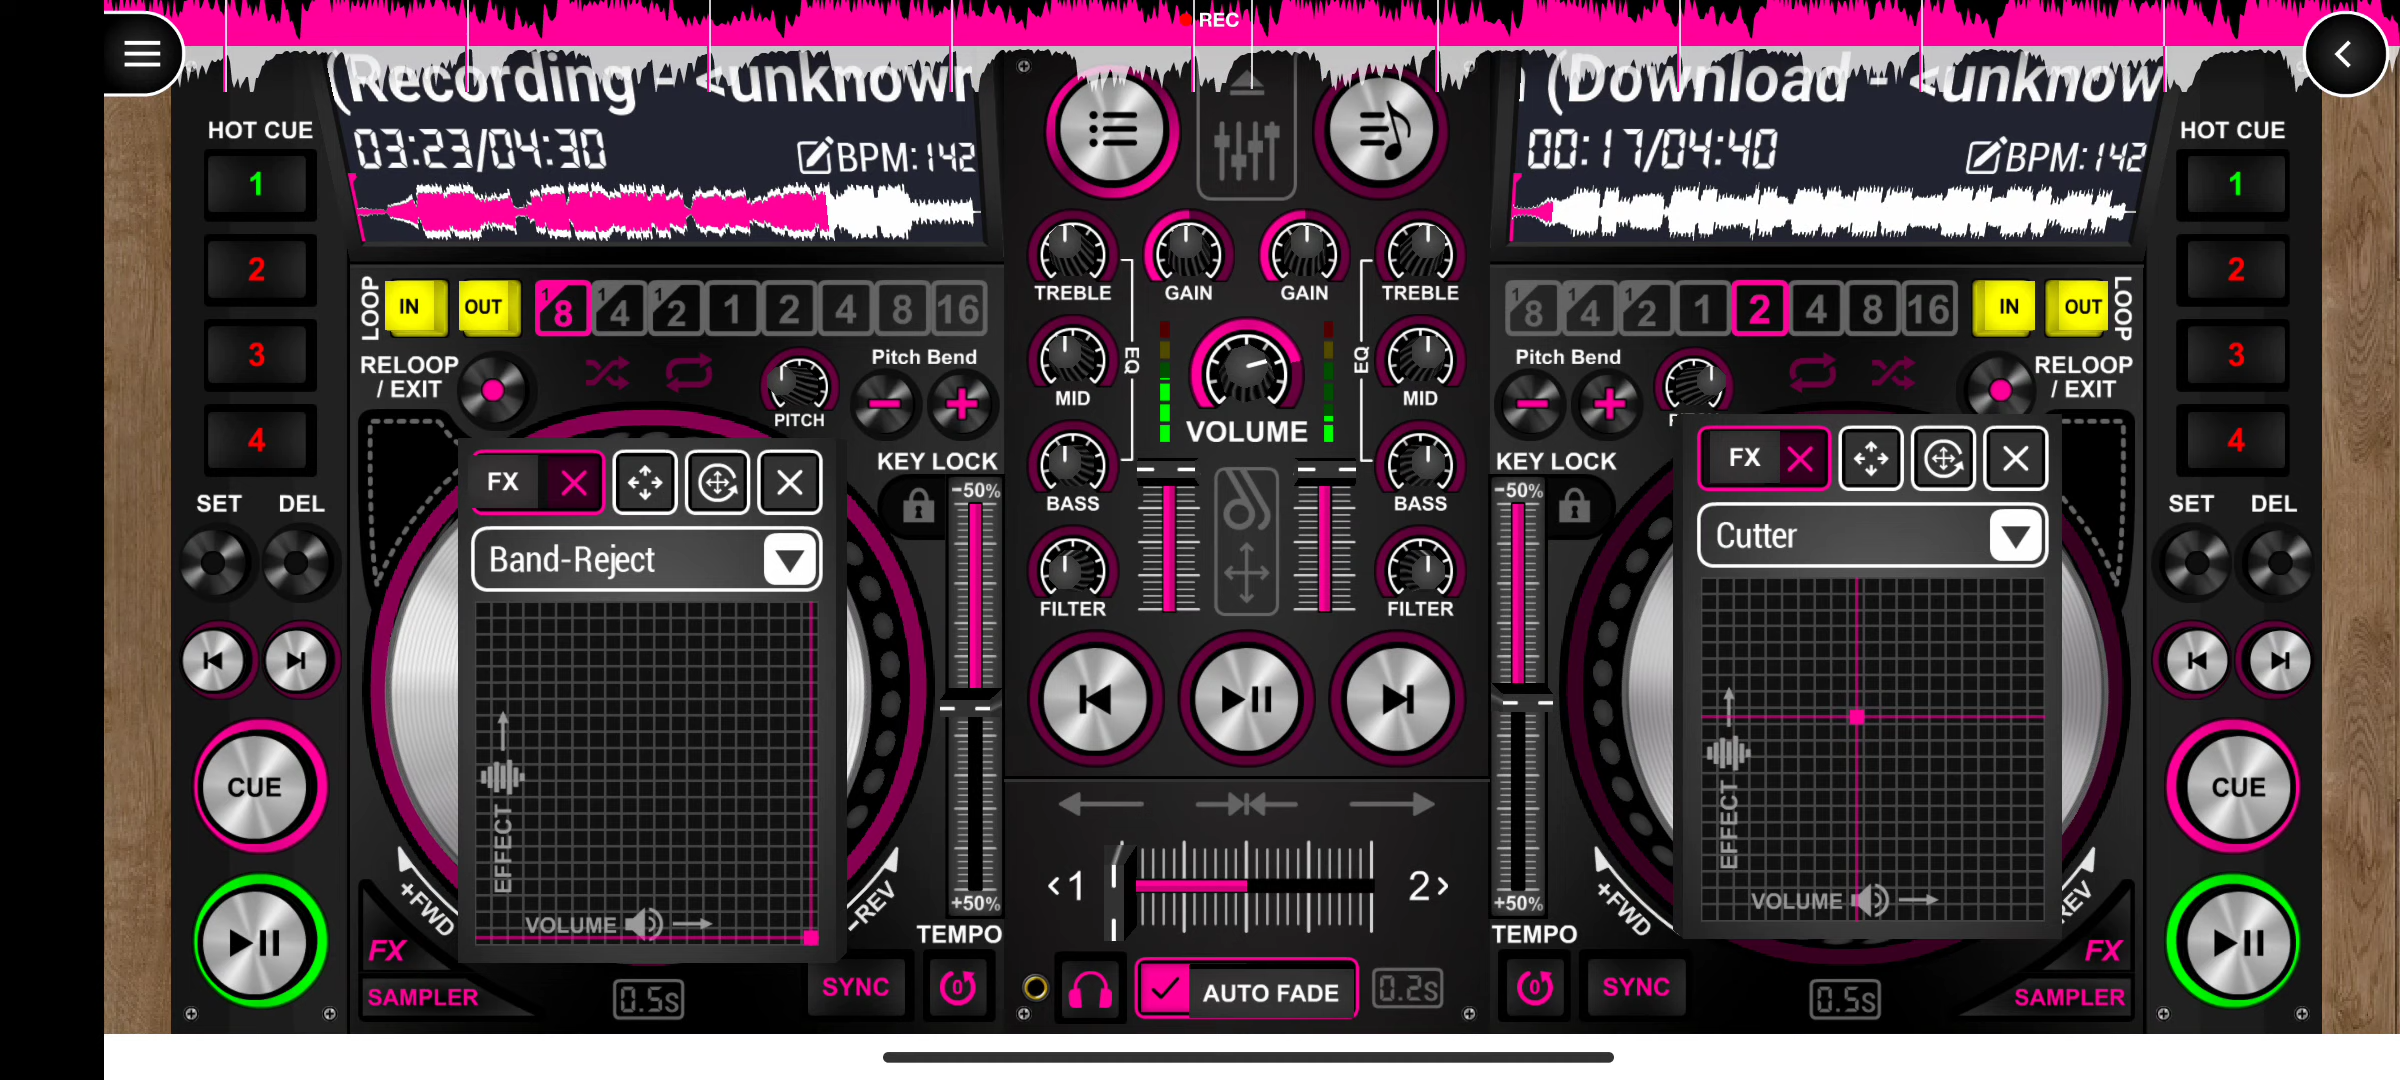 REC
(Recording - <unknown
(Download - <unknow
03:23/04:30
BPM:142
00:17/04:40
BPM:142
HOT CUE
1
2
3
4
SET DEL
CUE
LOOP
IN
OUT
1/8 1/4 1/2 1 2 4 8 16
RELOOP
/ EXIT
PITCH
Pitch Bend
KEY LOCK
-50%
+50%
TEMPO
FX
Band-Reject
EFFECT
VOLUME
+FWD
-REV
FX
SAMPLER
0.5s
SYNC
0
TREBLE
GAIN
GAIN
TREBLE
EQ
EQ
MID
VOLUME
MID
BASS
BASS
FILTER
FILTER
<1
2>
AUTO FADE
0.2s
1/8 1/4 1/2 1 2 4 8 16
IN
OUT
LOOP
Pitch Bend
RELOOP
/ EXIT
KEY LOCK
-50%
+50%
TEMPO
FX
Cutter
EFFECT
VOLUME
+FWD
REV
0
SYNC
0.5s
FX
SAMPLER
HOT CUE
1
2
3
4
SET DEL
CUE